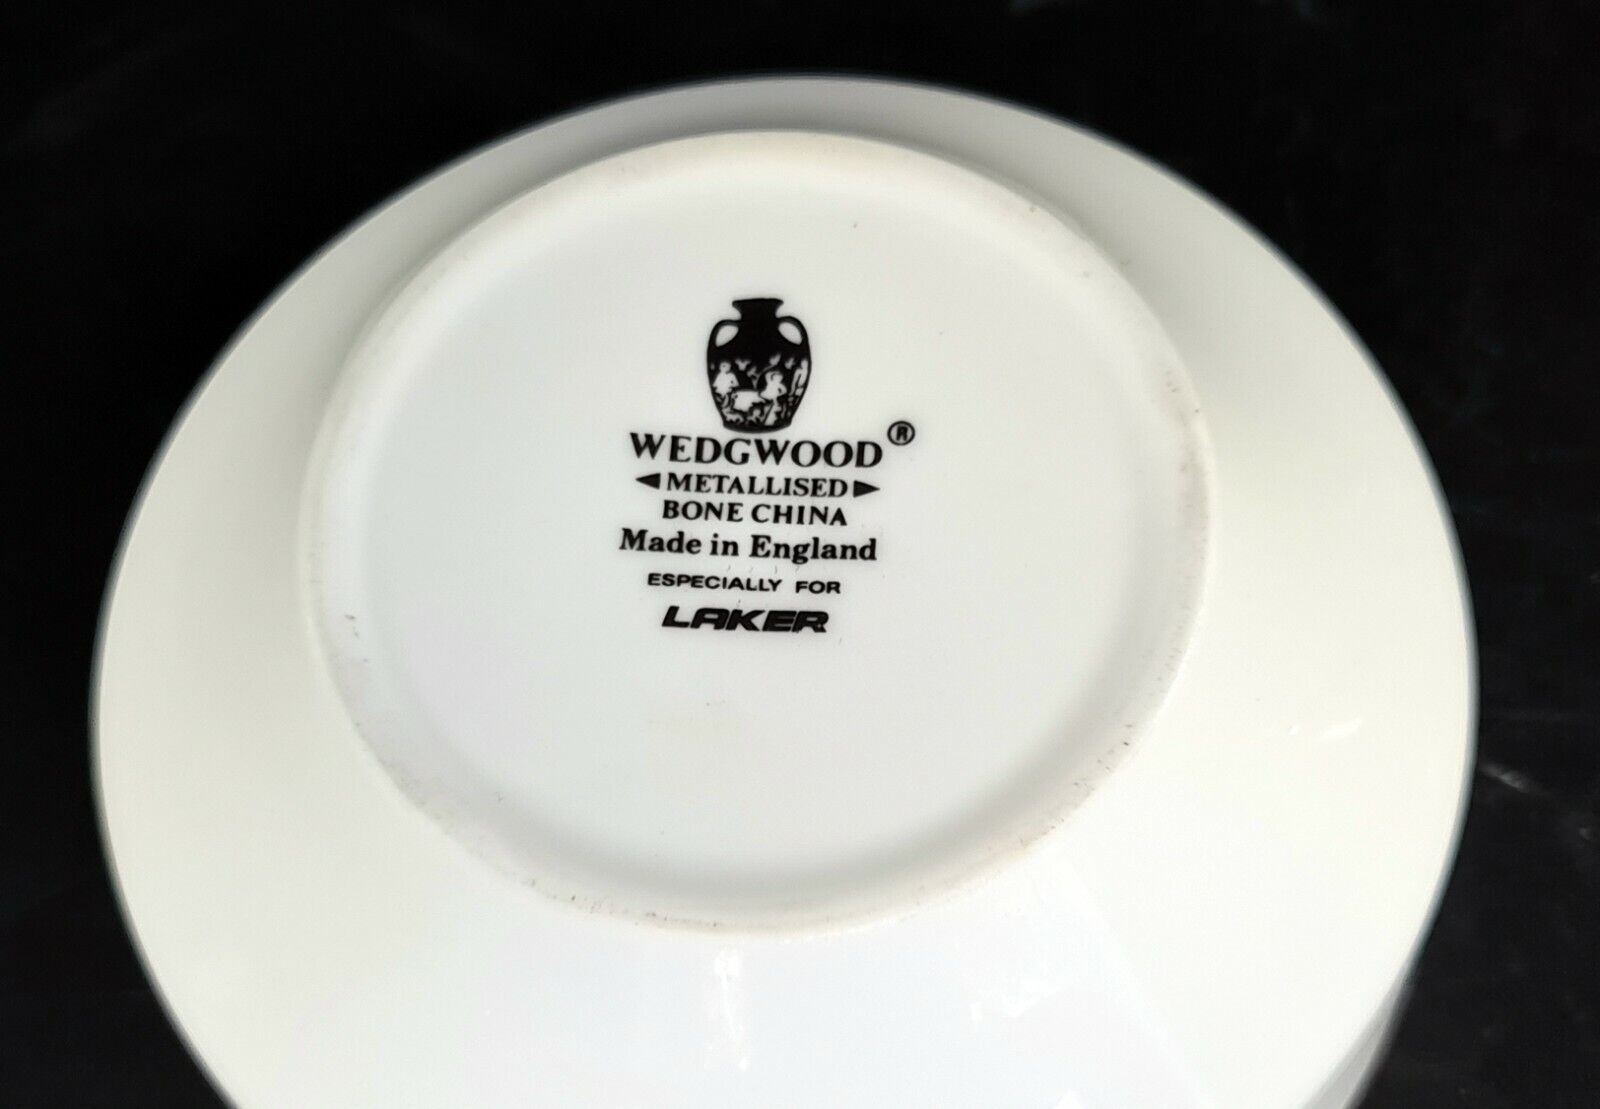 WEDGWOOD®
METALLISED
BONE CHINA
Made in England
ESPECIALLY FOR
LAKER